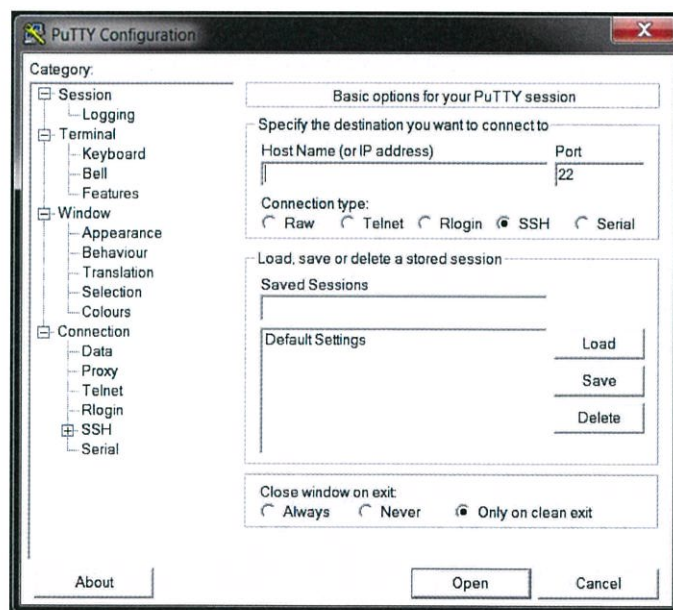 PuTTY Configuration
Category:
Session
Logging
Terminal
Keyboard
Bell
Features
Window
Appearance
Behaviour
Translation
Selection
Colours
Connection
Data
Proxy
Telnet
Rlogin
SSH
Serial
Basic options for your PuTTY session
Specify the destination you want to connect to
Host Name (or IP address) Port
22
Connection type:
Raw Telnet Rlogin SSH Serial
Load, save or delete a stored session
Saved Sessions
Default Settings
Load
Save
Delete
Close window on exit:
Always Never Only on clean exit
About Open Cancel